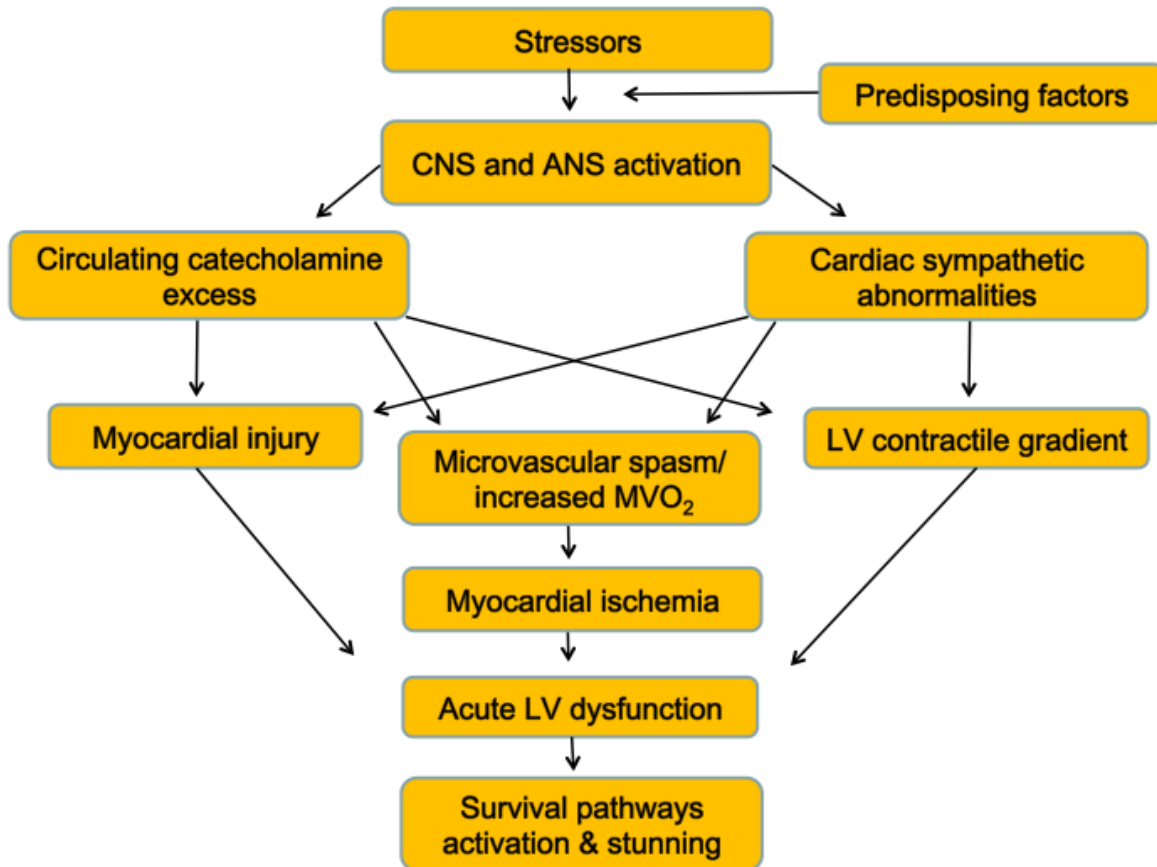 Stressors
Predisposing factors
CNS and ANS activation
Circulating catecholamine
excess
Cardiac sympathetic
abnormalities
Myocardial injury
Microvascular spasm/
increased MVO₂
LV contractile gradient
Myocardial ischemia
Acute LV dysfunction
Survival pathways
activation & stunning